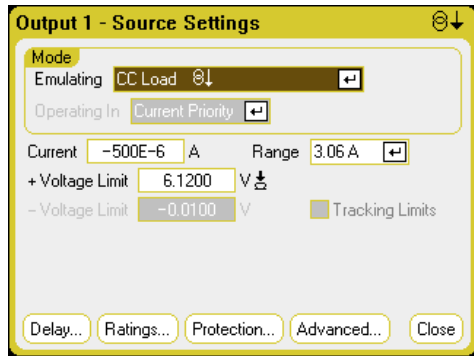 Output 1 - Source Settings
Mode
Emulating CC Load
Operating In Current Priority
Current -500E-6 A Range 3.06 A
+ Voltage Limit 6.1200 V
- Voltage Limit -0.0100 V Tracking Limits
Delay... Ratings... Protection... Advanced... Close